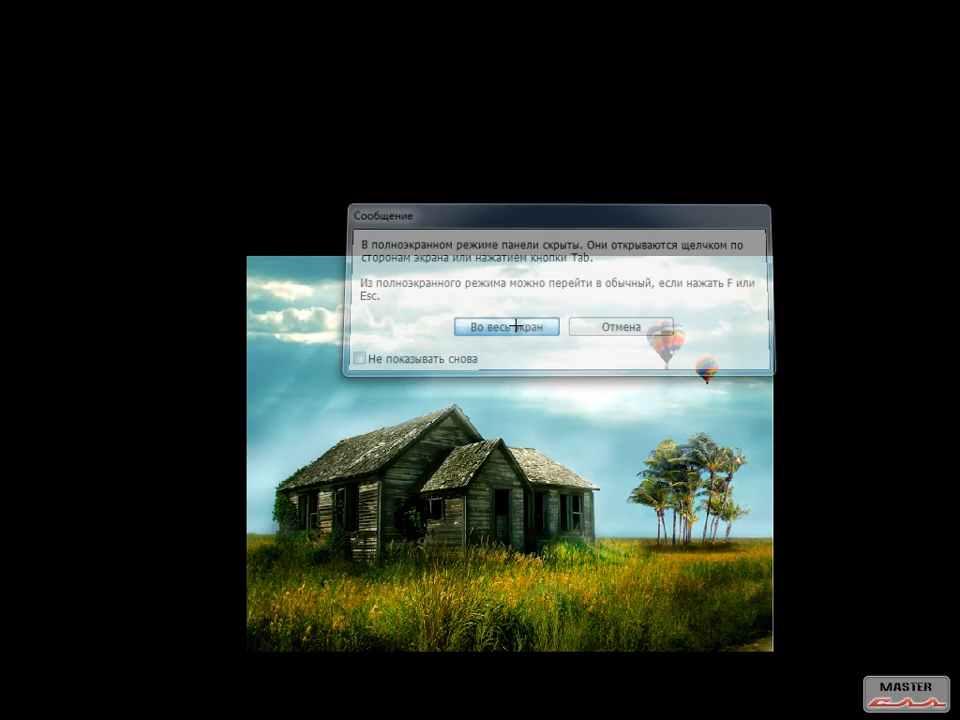 Сообщение
В полноэкранном режиме панели скрыты. Они открываются щелчком по
сторонам экрана или нажатием кнопки Tab.
Из полноэкранного режима можно перейти в обычный, если нажать F или
Esc.
Во весь экран Отмена
Не показывать снова
MASTER